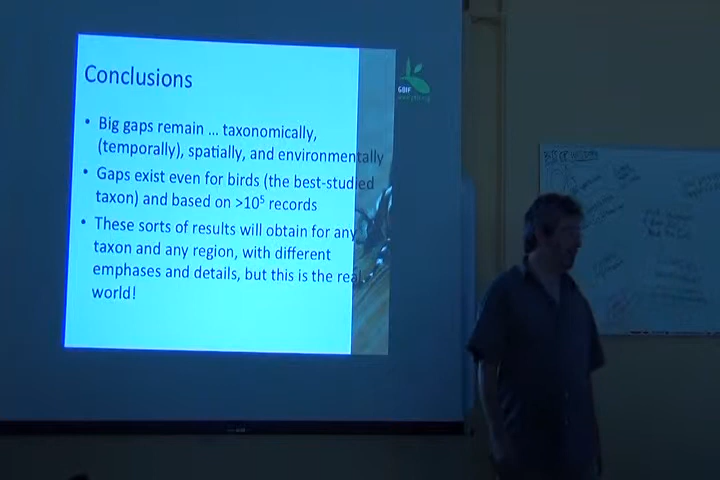 Conclusions
• Big gaps remain ... taxonomically,
(temporally), spatially, and environmentally
• Gaps exist even for birds (the best-studied
taxon) and based on >10⁵ records
• These sorts of results will obtain for any
taxon and any region, with different
emphases and details, but this is the real
world!
GBIF